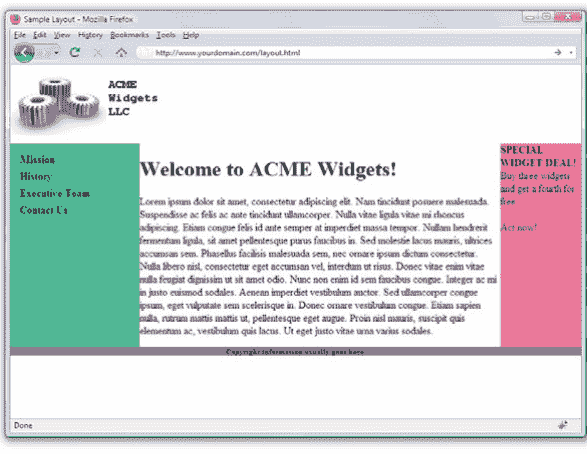 Sample Layout - Mozilla Firefox
File Edit View History Bookmarks Tools Help
http://www.yourdomain.com/layout.html
ACME
Widgets
LLC
Mission
History
Executive Team
Contact Us
Welcome to ACME Widgets!
Lorem ipsum dolor sit amet, consectetur adipiscing elit. Nam tincidunt posuere malesuada.
Suspendisse ac felis ac ante tincidunt ullamcorper. Nulla vitae ligula vitae mi rhoncus
adipiscing. Etiam congue felis id ante semper at imperdiet massa tempor. Nullam hendrerit
fermentum ligula, sit amet pellentesque purus faucibus in. Sed molestie lacus mauris, ultrices
accumsan sem. Phasellus facilisis malesuada sem, nec ornare ipsum dictum consectetur.
Nulla libero nisl, consectetur eget accumsan vel, interdum ut risus. Donec vitae enim vitae
nulla feugiat dignissim ut sit amet odio. Nunc non enim id sem faucibus congue. Integer ac mi
in justo euismod sodales. Aenean imperdiet vestibulum auctor. Sed ullamcorper congue
ipsum, eget vulputate sem scelerisque in. Donec ornare vestibulum congue. Etiam sapien
nulla, rutrum mattis mattis ut, pellentesque eget augue. Proin nisl mauris, suscipit quis
elementum ac, vestibulum quis lacus. Ut eget justo vitae urna varius sodales.
SPECIAL
WIDGET DEAL!
Buy three widgets
and get a fourth for
free.
Act now!
Copyright information usually goes here
Done